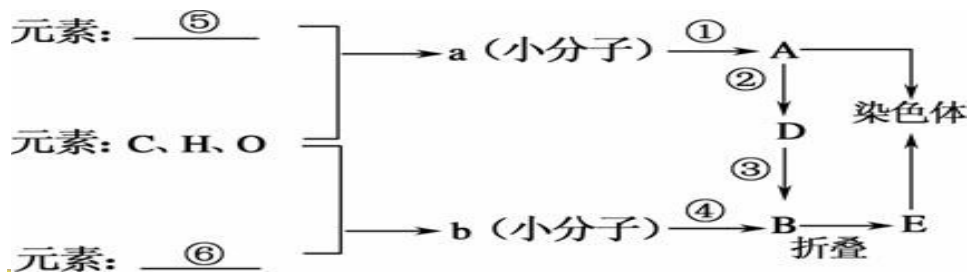 元素: ⑤
a（小分子） ① A
② 染色体
D
元素: C、H、O
③
b（小分子） ④ B E
折叠
元素: ⑥